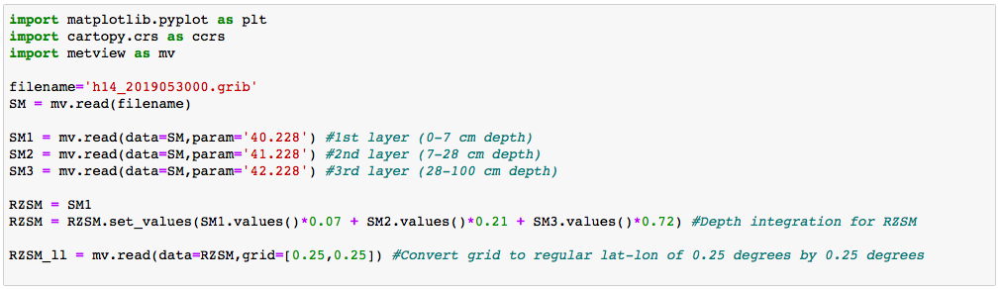 import matplotlib.pyplot as plt
import cartopy.crs as ccrs
import metview as mv
filename='h14_2019053000.grib'
SM = mv.read(filename)
SM1 = mv.read(data=SM,param='40.228') #1st layer (0-7 cm depth)
SM2 = mv.read(data=SM,param='41.228') #2nd layer (7-28 cm depth)
SM3 = mv.read(data=SM,param='42.228') #3rd layer (28-100 cm depth)
RZSM = SM1
RZSM = RZSM.set_values(SM1.values()*0.07 + SM2.values()*0.21 + SM3.values()*0.72) #Depth integration for RZSM
RZSM_ll = mv.read(data=RZSM,grid=[0.25,0.25]) #Convert grid to regular lat-lon of 0.25 degrees by 0.25 degrees